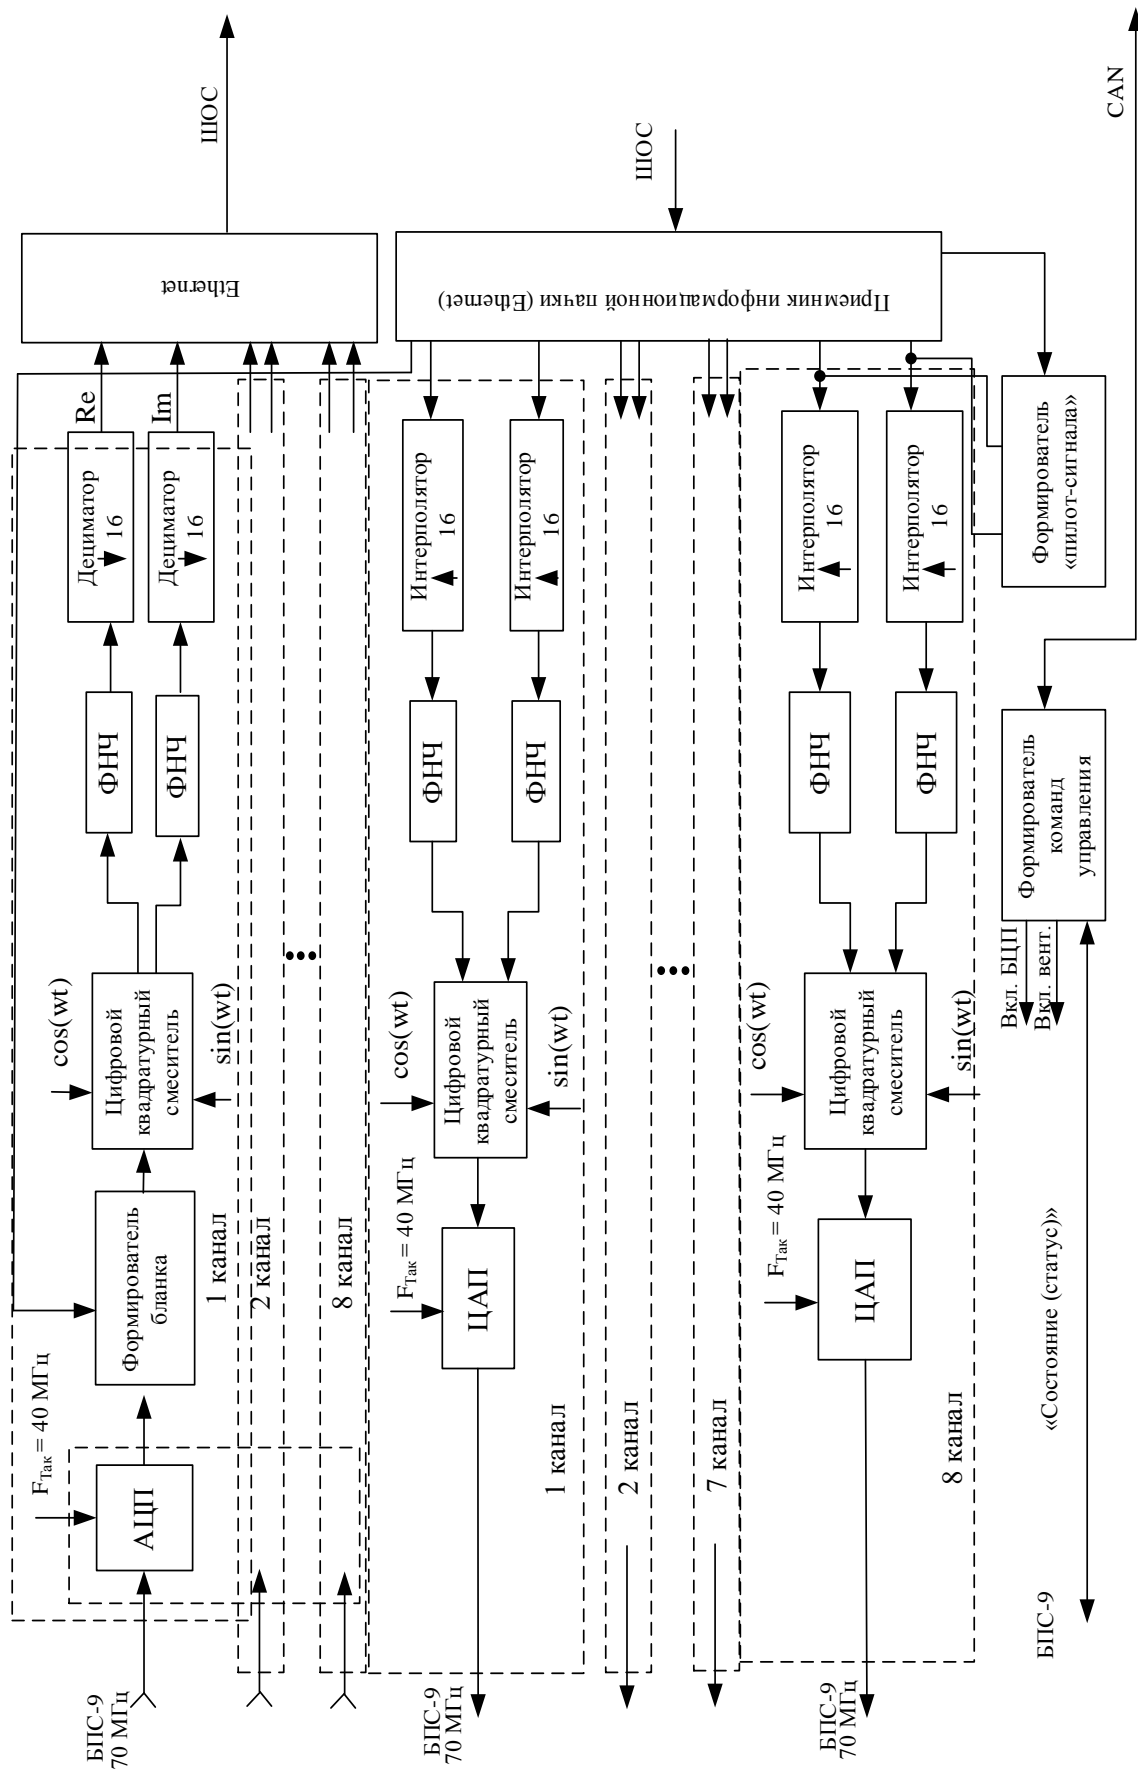 БПС-9
70 МГц
АЦП
Fтак = 40 МГц
Формирователь
бланка
1 канал
2 канал
8 канал
Цифровой
квадратурный
смеситель
cos(wt)
sin(wt)
ФНЧ
ФНЧ
Дециматор
16
Дециматор
16
Re
Im
Ethernet
ШОС
БПС-9
70 МГц
ЦАП
Fтак = 40 МГц
1 канал
Цифровой
квадратурный
смеситель
cos(wt)
sin(wt)
ФНЧ
ФНЧ
Интерполятор
16
Интерполятор
16
Приемник информационной пачки (Ethernet)
ШОС
2 канал
7 канал
БПС-9
70 МГц
ЦАП
Fтак = 40 МГц
8 канал
Цифровой
квадратурный
смеситель
cos(wt)
sin(wt)
ФНЧ
ФНЧ
Интерполятор
16
Интерполятор
16
Формирователь
«пилот-сигнала»
БПС-9
«Состояние (статус)»
Вкл. БЦП
Вкл. вент.
Формирователь
команд
управления
CAN